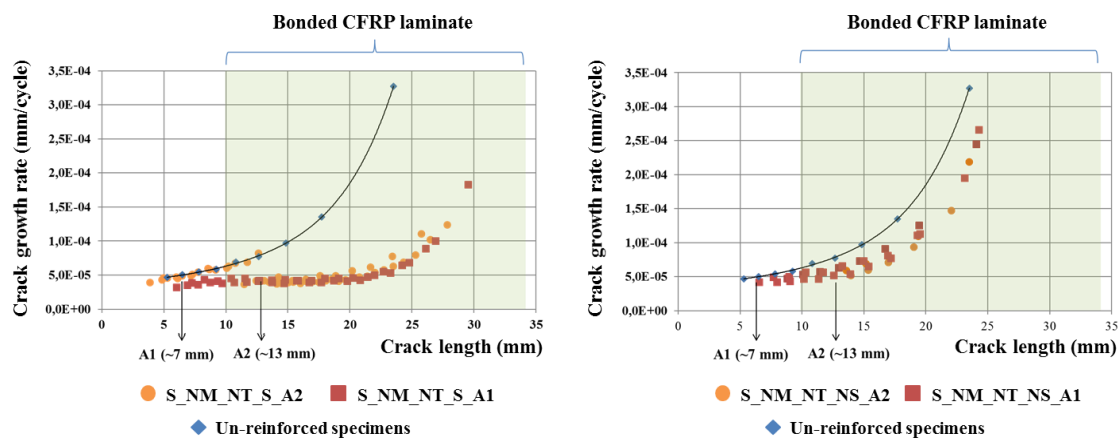 Bonded CFRP laminate
Crack growth rate (mm/cycle)
3,5E-04
3,0E-04
2,5E-04
2,0E-04
1,5E-04
1,0E-04
5,0E-05
0,0E+00
0
5
10
15
20
25
30
35
A1 (~7 mm)
A2 (~13 mm)
Crack length (mm)
S_NM_NT_S_A2
S_NM_NT_S_A1
Un-reinforced specimens
Bonded CFRP laminate
Crack growth rate (mm/cycle)
3,5E-04
3,0E-04
2,5E-04
2,0E-04
1,5E-04
1,0E-04
5,0E-05
0,0E+00
0
5
10
15
20
25
30
35
A1 (~7 mm)
A2 (~13 mm)
Crack length (mm)
S_NM_NT_NS_A2
S_NM_NT_NS_A1
Un-reinforced specimens